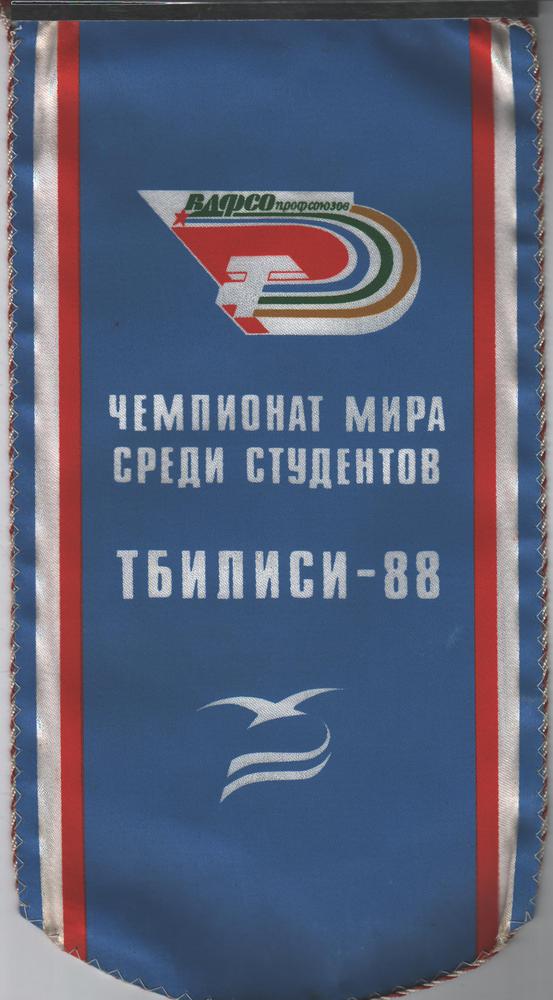 ВДФСО профсоюзов
ЧЕМПИОНАТ МИРА
СРЕДИ СТУДЕНТОВ
ТБИЛИСИ-88